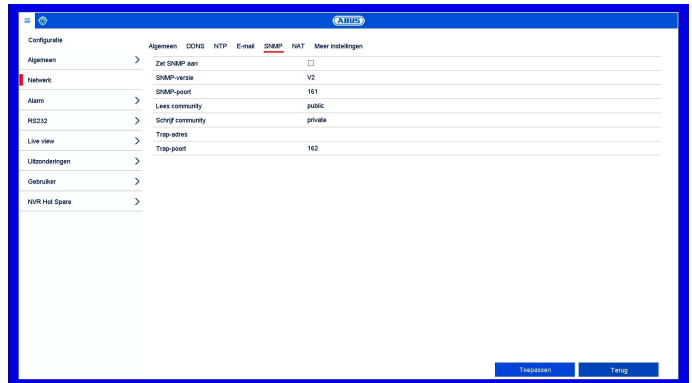 ABUS
Configuratie
Algemeen DDNS NTP E-mail SNMP NAT Meer instellingen
Algemeen
Netwerk
Alarm
RS232
Live view
Uitzonderingen
Gebruiker
NVR Hot Spare
Zet SNMP aan
SNMP-versie V2
SNMP-poort 161
Lees community public
Schrijf community private
Trap-adres
Trap-poort 162
Toepassen Terug